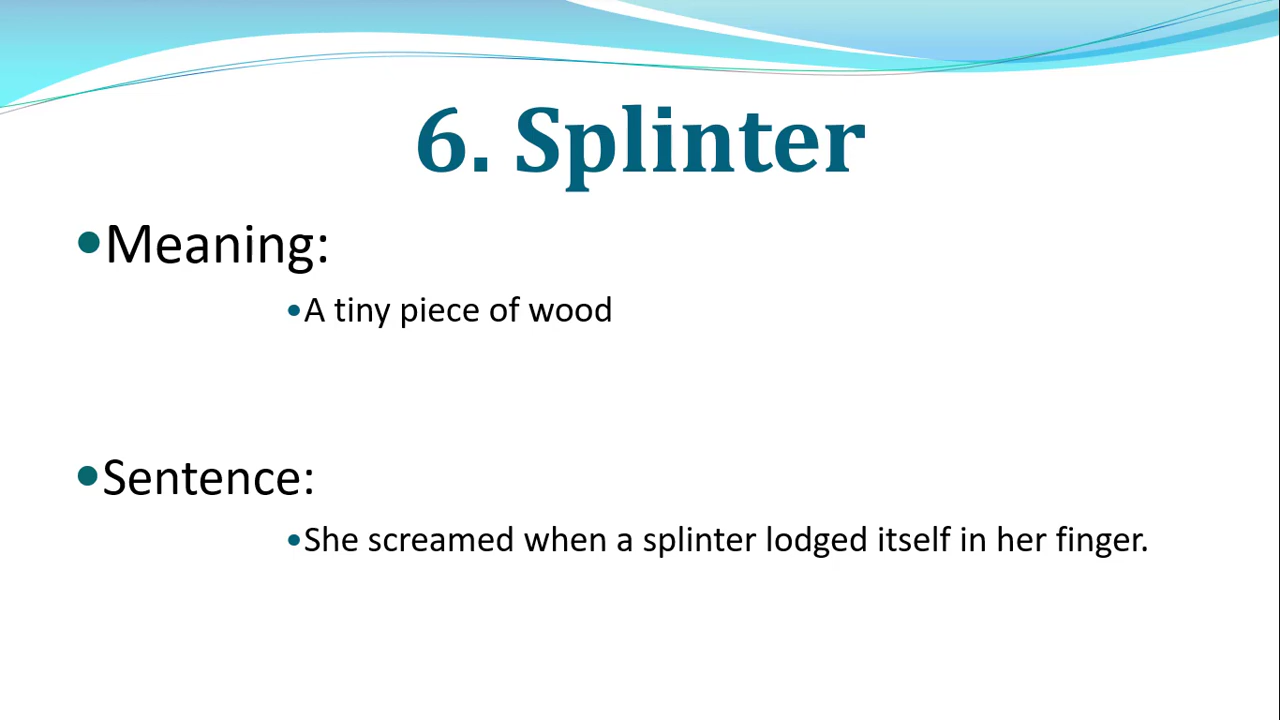 6. Splinter
•Meaning:
•A tiny piece of wood
•Sentence:
•She screamed when a splinter lodged itself in her finger.